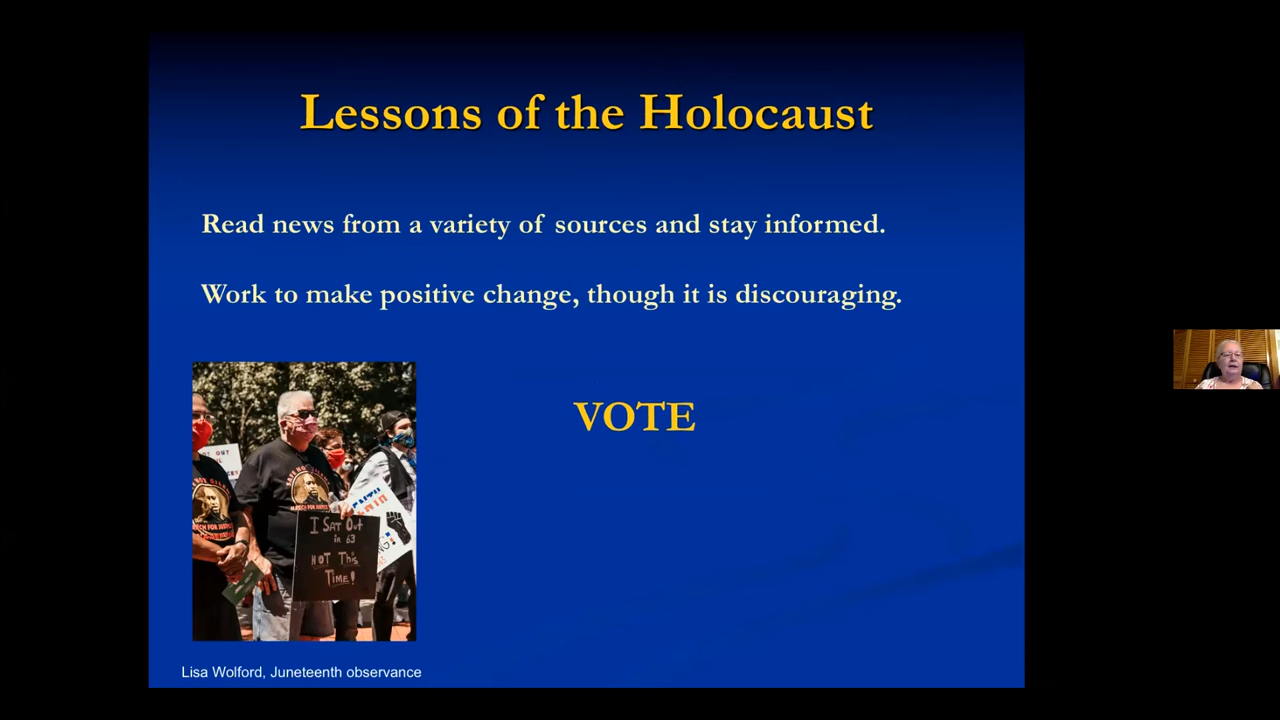 Lessons of the Holocaust
Read news from a variety of sources and stay informed.
Work to make positive change, though it is discouraging.
VOTE
I SAT Out
in 63
NOT This
TIME!
Lisa Wolford, Juneteenth observance